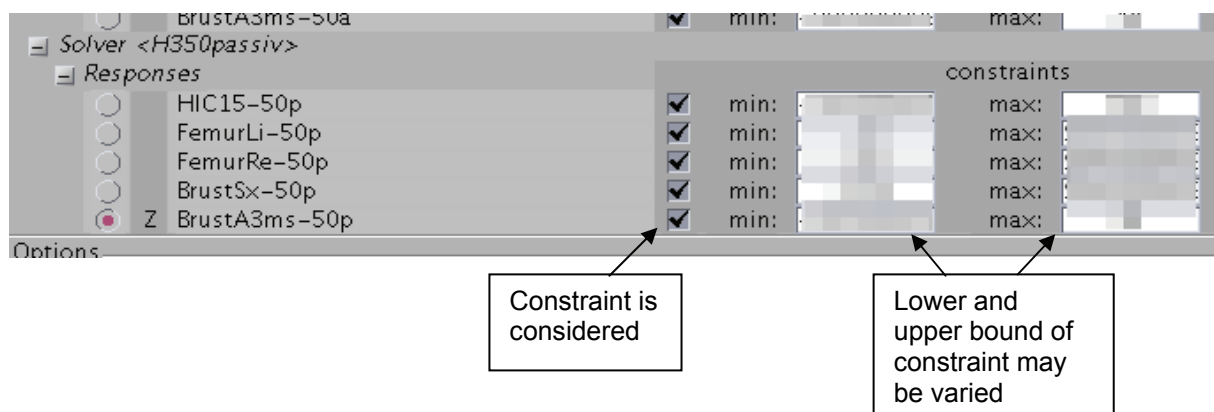 BrustA3ms-50a min: max:
Solver <H350passiv>
Responses constraints
HIC15-50p min: max:
FemurLi-50p min: max:
FemurRe-50p min: max:
BrustSx-50p min: max:
Z BrustA3ms-50p min: max:
Options
Constraint is
considered
Lower and
upper bound of
constraint may
be varied